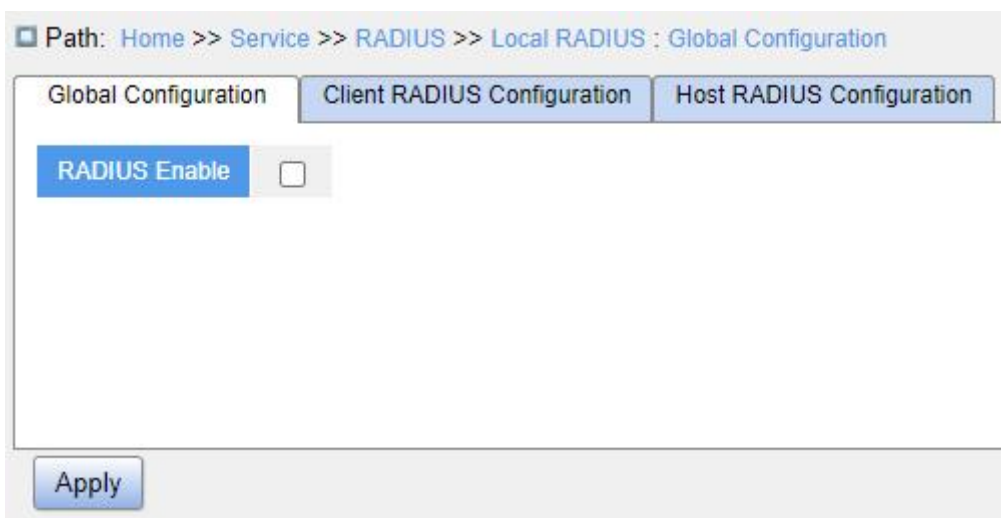 Path: Home >> Service >> RADIUS >> Local RADIUS : Global Configuration
Global Configuration Client RADIUS Configuration Host RADIUS Configuration
RADIUS Enable
Apply